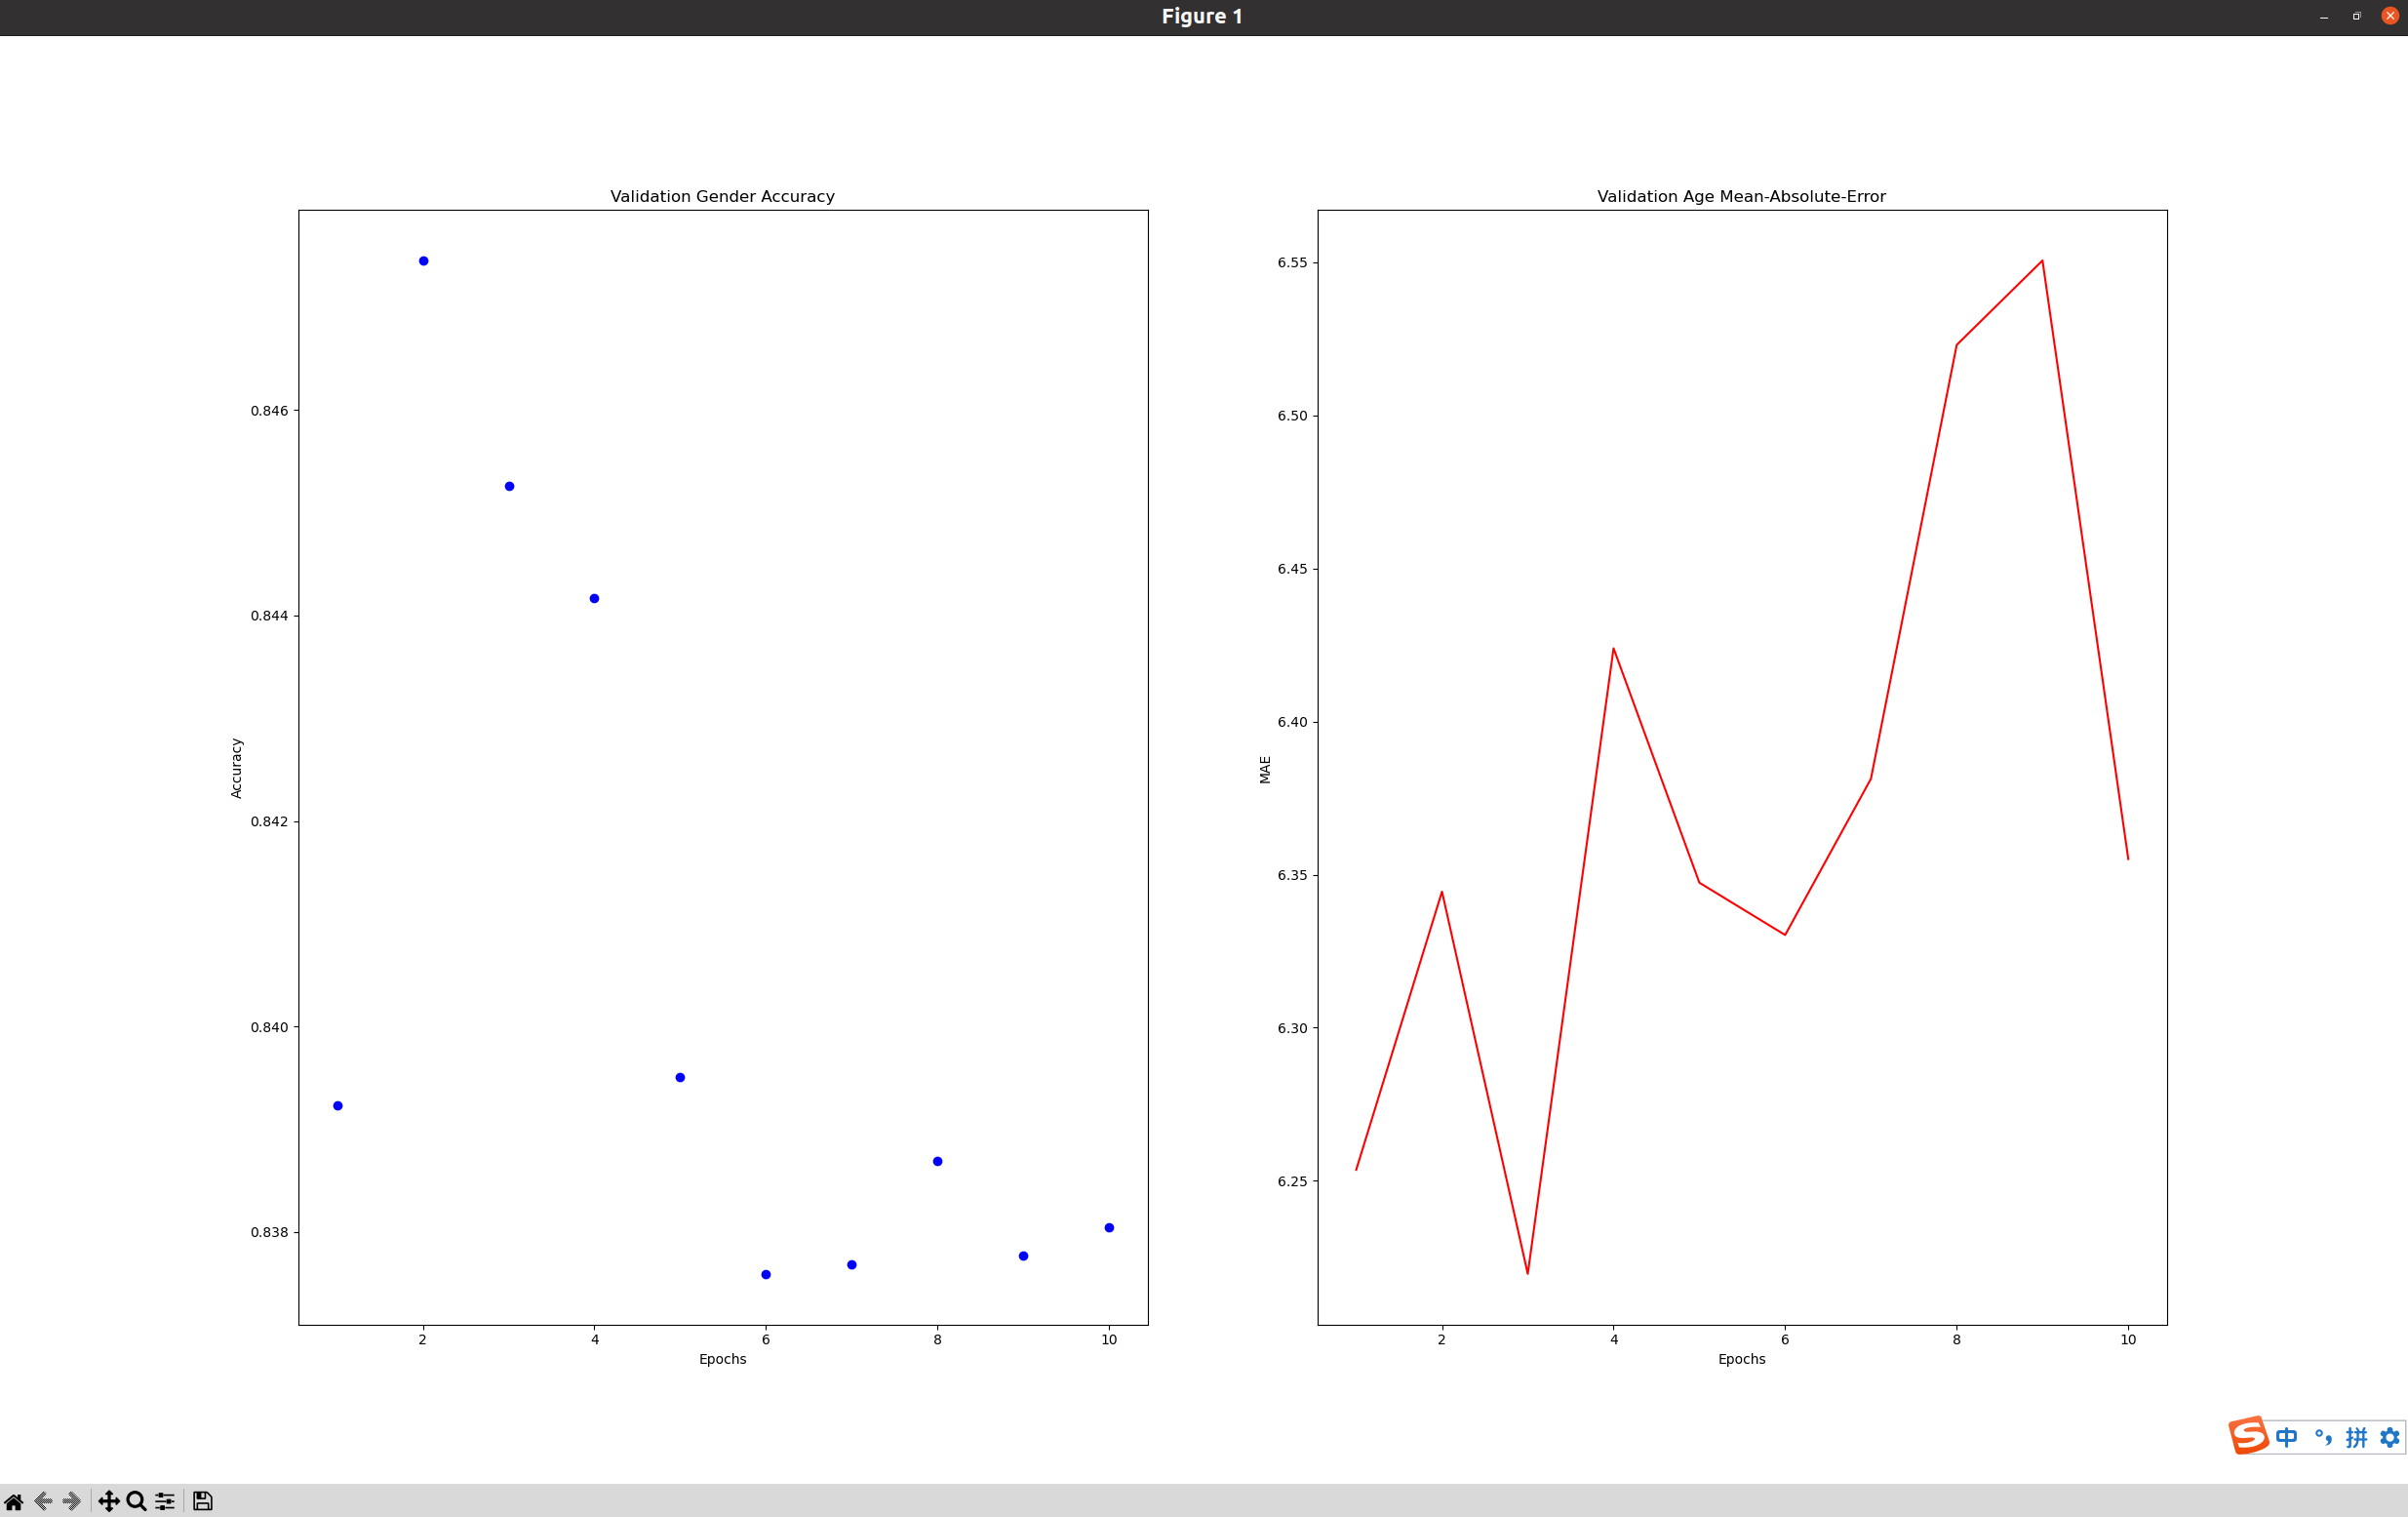 Figure 1
Validation Gender Accuracy
0.846
0.844
0.842
0.840
0.838
Accuracy
2 4 6 8 10
Epochs
Validation Age Mean-Absolute-Error
6.55
6.50
6.45
6.40
6.35
6.30
6.25
MAE
2 4 6 8 10
Epochs
S 中 °, 拼